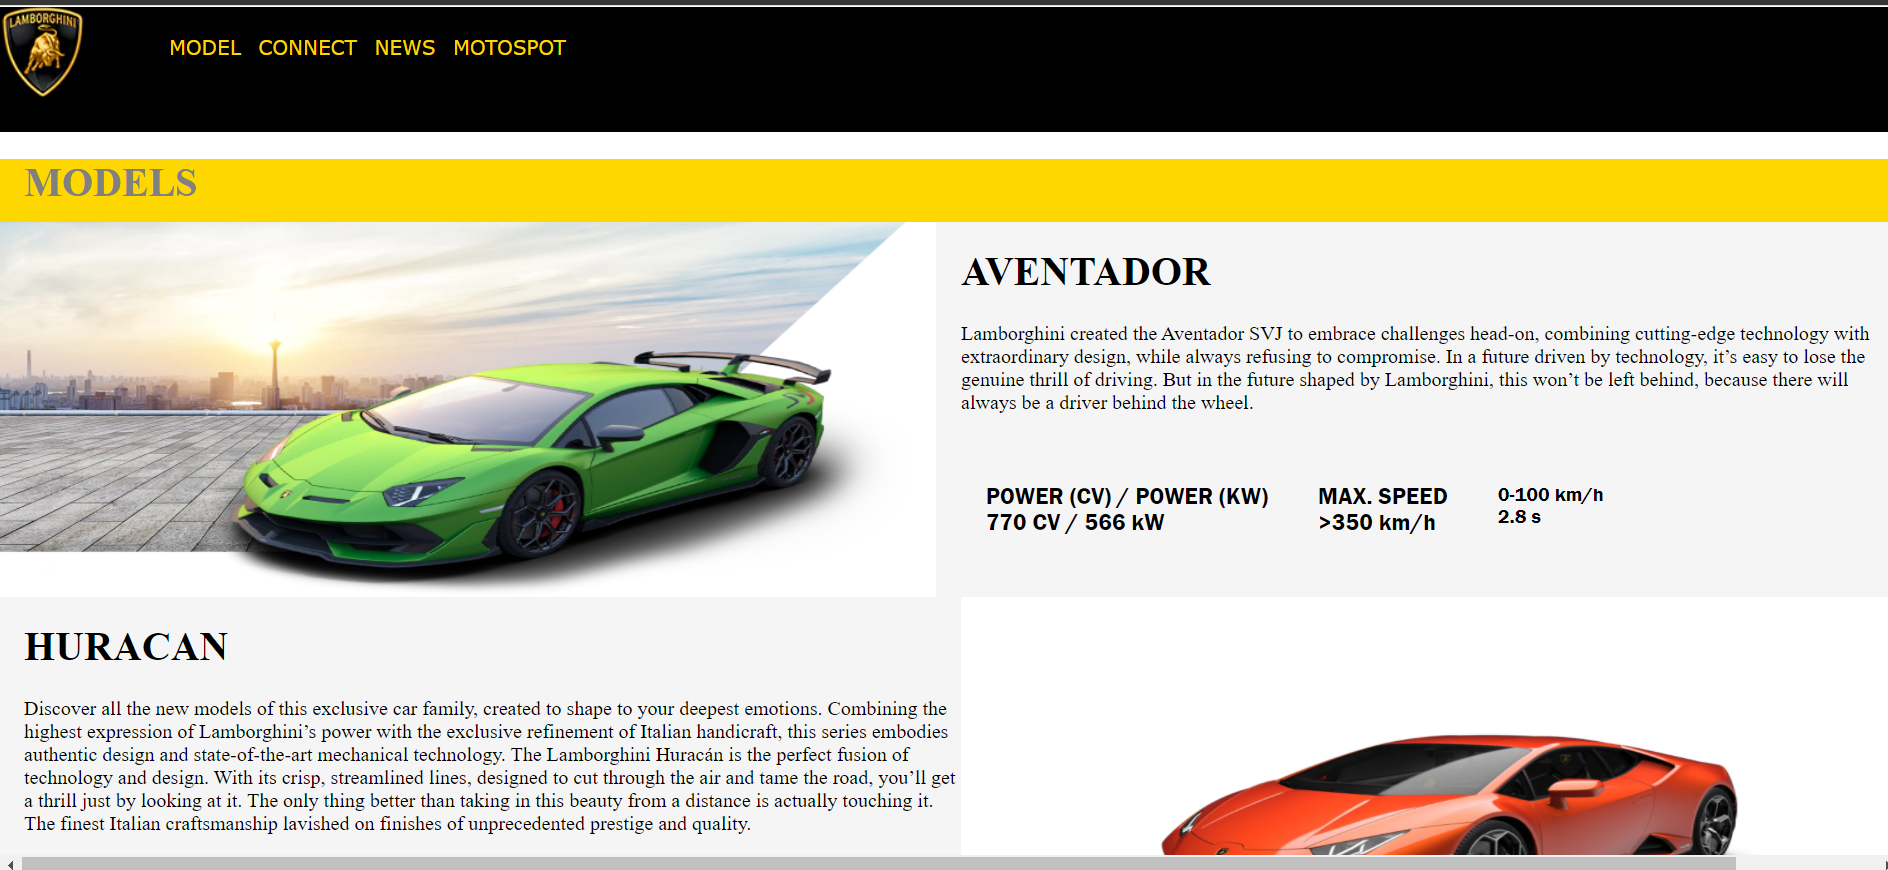 LAMBORGHINI
MODEL CONNECT NEWS MOTOSPOT
MODELS
AVENTADOR
Lamborghini created the Aventador SVJ to embrace challenges head-on, combining cutting-edge technology with
extraordinary design, while always refusing to compromise. In a future driven by technology, it’s easy to lose the
genuine thrill of driving. But in the future shaped by Lamborghini, this won’t be left behind, because there will
always be a driver behind the wheel.
POWER (CV) / POWER (KW) MAX. SPEED 0-100 km/h
770 CV / 566 kW >350 km/h 2.8 s
HURACAN
Discover all the new models of this exclusive car family, created to shape to your deepest emotions. Combining the
highest expression of Lamborghini’s power with the exclusive refinement of Italian handicraft, this series embodies
authentic design and state-of-the-art mechanical technology. The Lamborghini Huracán is the perfect fusion of
technology and design. With its crisp, streamlined lines, designed to cut through the air and tame the road, you’ll get
a thrill just by looking at it. The only thing better than taking in this beauty from a distance is actually touching it.
The finest Italian craftsmanship lavished on finishes of unprecedented prestige and quality.